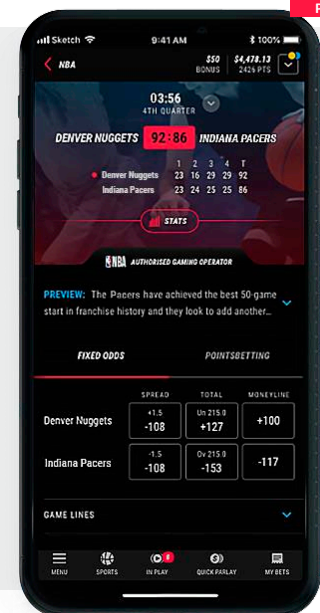 Sketch 9:41 AM 100%
NBA $50 BONUS $4,478.13 2426 PTS
03:56
4TH QUARTER
DENVER NUGGETS 92:86 INDIANA PACERS
1 2 3 4 T
Denver Nuggets 23 16 29 29 92
Indiana Pacers 23 24 25 25 86
STATS
NBA AUTHORISED GAMING OPERATOR
PREVIEW: The Pacers have achieved the best 50-game
start in franchise history and they look to add another...
FIXED ODDS POINTSBETTING
SPREAD TOTAL MONEYLINE
+1.5 Un 215.0
Denver Nuggets -108 +127 +100
-1.5 Ov 215.0
Indiana Pacers -108 -153 -117
GAME LINES
MENU SPORTS IN PLAY QUICK PARLAY MY BETS